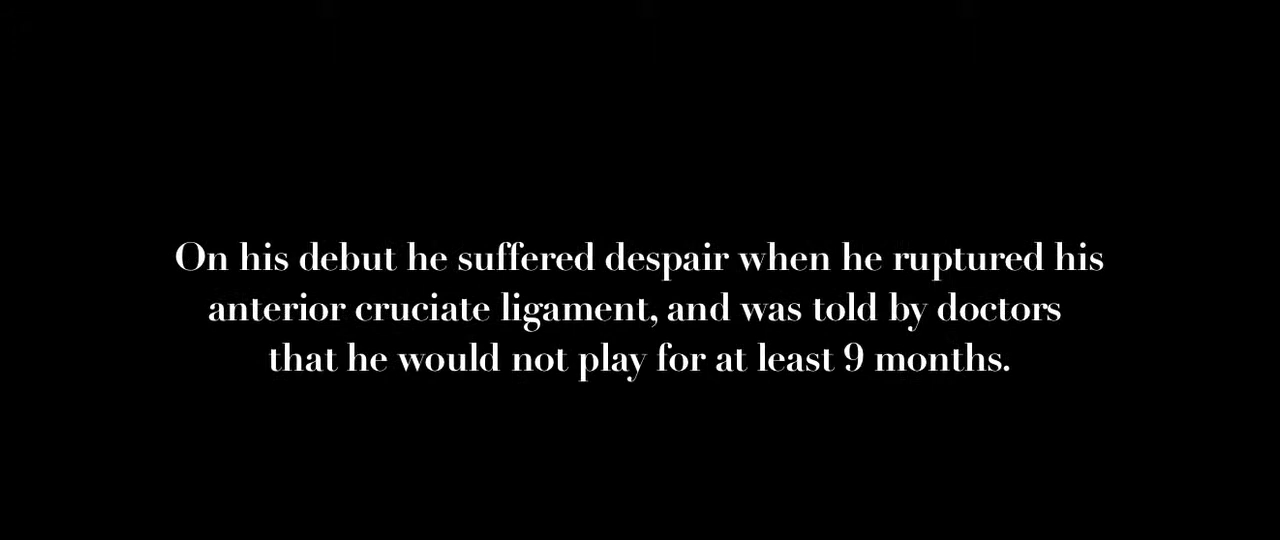 On his debut he suffered despair when he ruptured his
anterior cruciate ligament, and was told by doctors
that he would not play for at least 9 months.